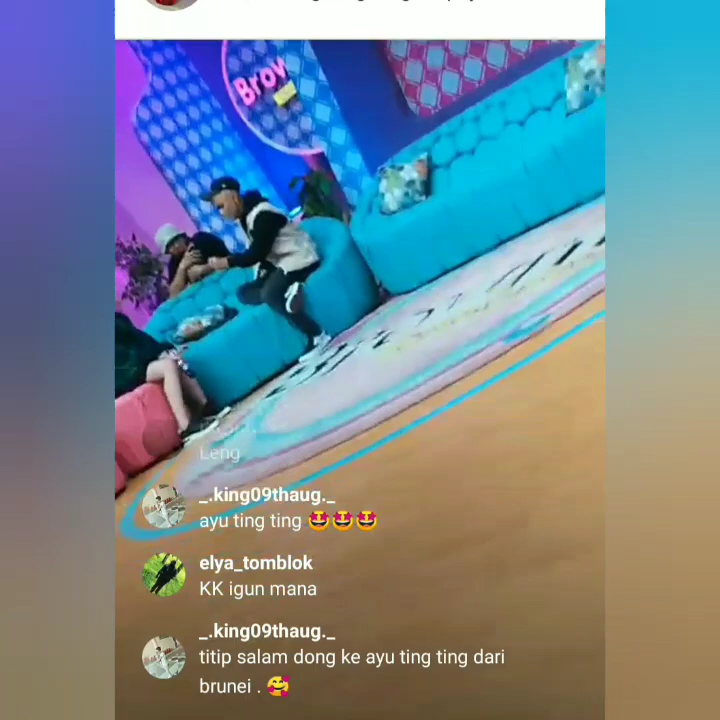 Brow
Leng
_.king09thaug._
ayu ting ting 🤩🤩🤩
elya_tomblok
KK igun mana
_.king09thaug._
titip salam dong ke ayu ting ting dari
brunei . 🥰